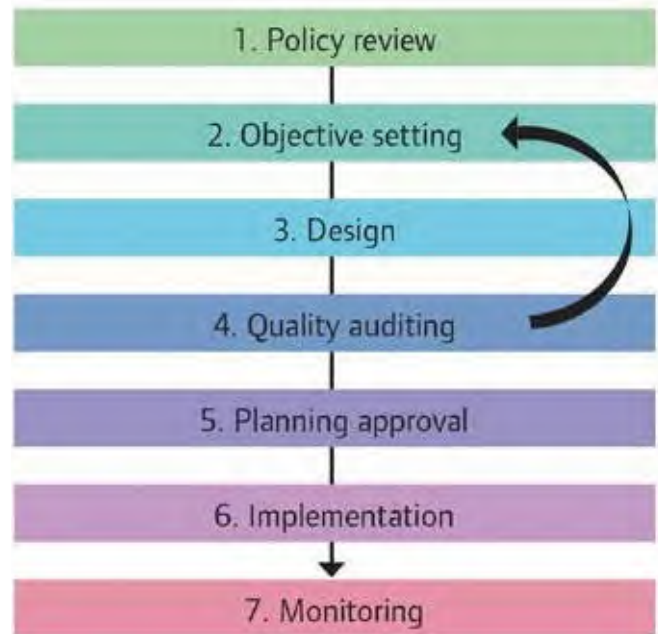 1. Policy review
2. Objective setting
3. Design
4. Quality auditing
5. Planning approval
6. Implementation
7. Monitoring